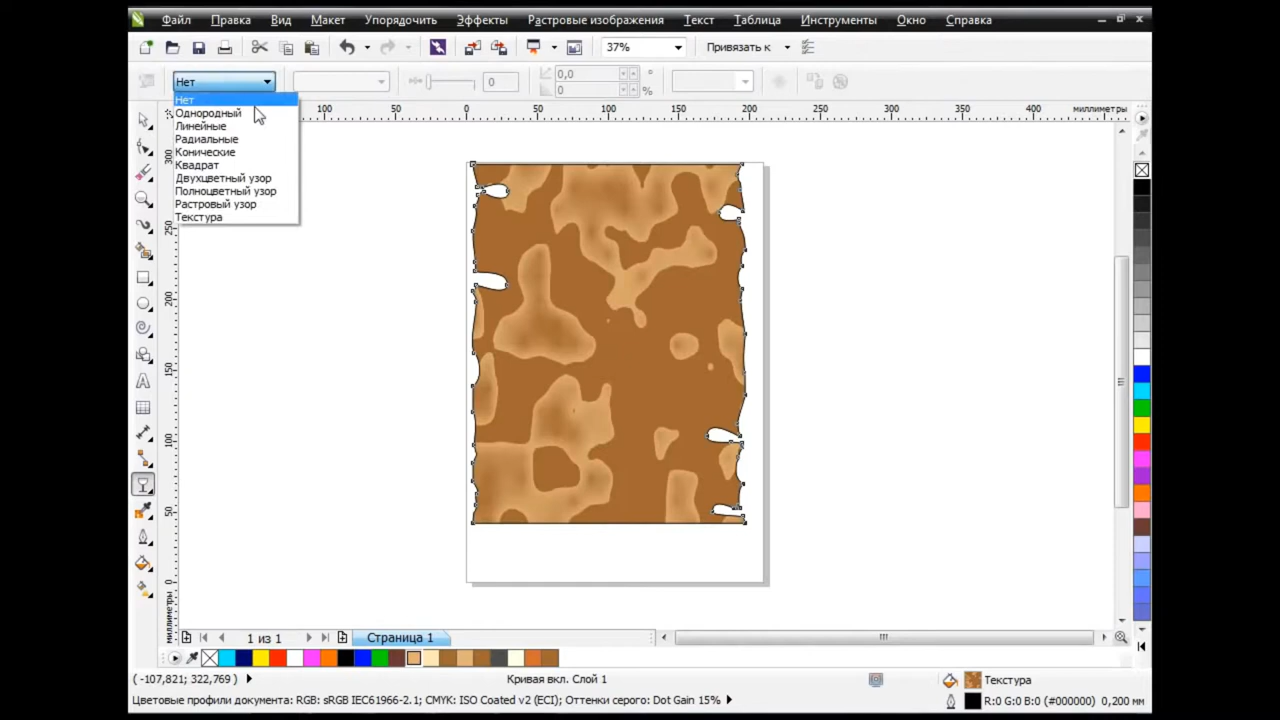 Файл Правка Вид Макет Упорядочить Эффекты Растровые изображения Текст Таблица Инструменты Окно Справка
37% Привязать к
Нет 0 0,0 °
0 %
Нет
Однородный
Линейные
Радиальные
Конические
Квадрат
Двухцветный узор
Полноцветный узор
Растровый узор
Текстура
100 50 0 50 100 150 200 250 300 350 400 450 миллиметры
300
250
200
150
100
50
0
миллиметры
1 из 1 Страница 1
( -107,821; 322,769 ) Кривая вкл. Слой 1 Текстура
Цветовые профили документа: RGB: sRGB IEC61966-2.1; CMYK: ISO Coated v2 (ECI); Оттенки серого: Dot Gain 15% R:0 G:0 B:0 (#000000) 0,200 мм